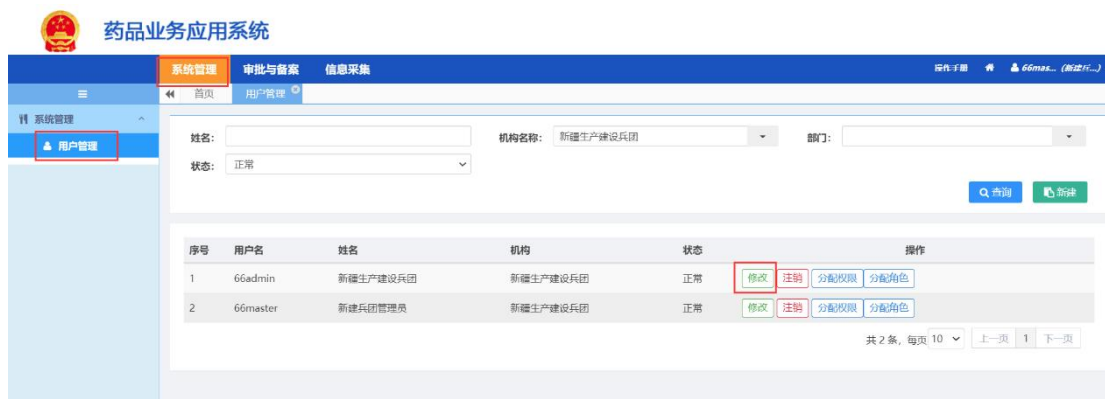 药品业务应用系统
系统管理 审批与备案 信息采集 操作手册 66mas... (新建兵...)
首页 用户管理
系统管理
用户管理
姓名: 机构名称: 新疆生产建设兵团 部门:
状态: 正常
查询 新建
序号 用户名 姓名 机构 状态 操作
1 66admin 新疆生产建设兵团 新疆生产建设兵团 正常 修改 注销 分配权限 分配角色
2 66master 新建兵团管理员 新疆生产建设兵团 正常 修改 注销 分配权限 分配角色
共 2 条, 每页 10 上一页 1 下一页